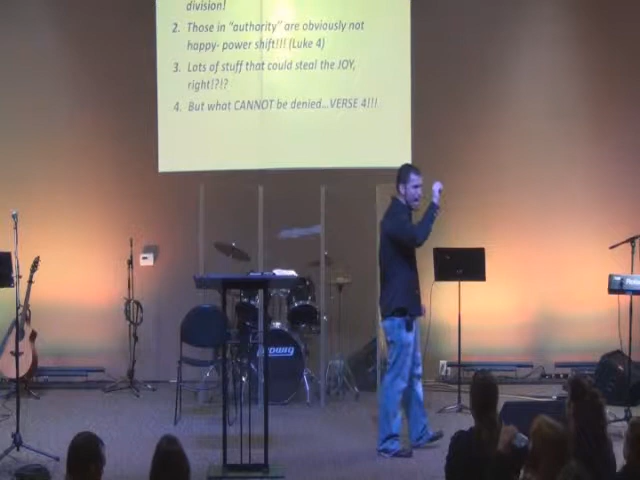 division!
2. Those in "authority" are obviously not
happy- power shift!!! (Luke 4)
3. Lots of stuff that could steal the JOY,
right!?!?
4. But what CANNOT be denied...VERSE 4!!!
LUDWIG